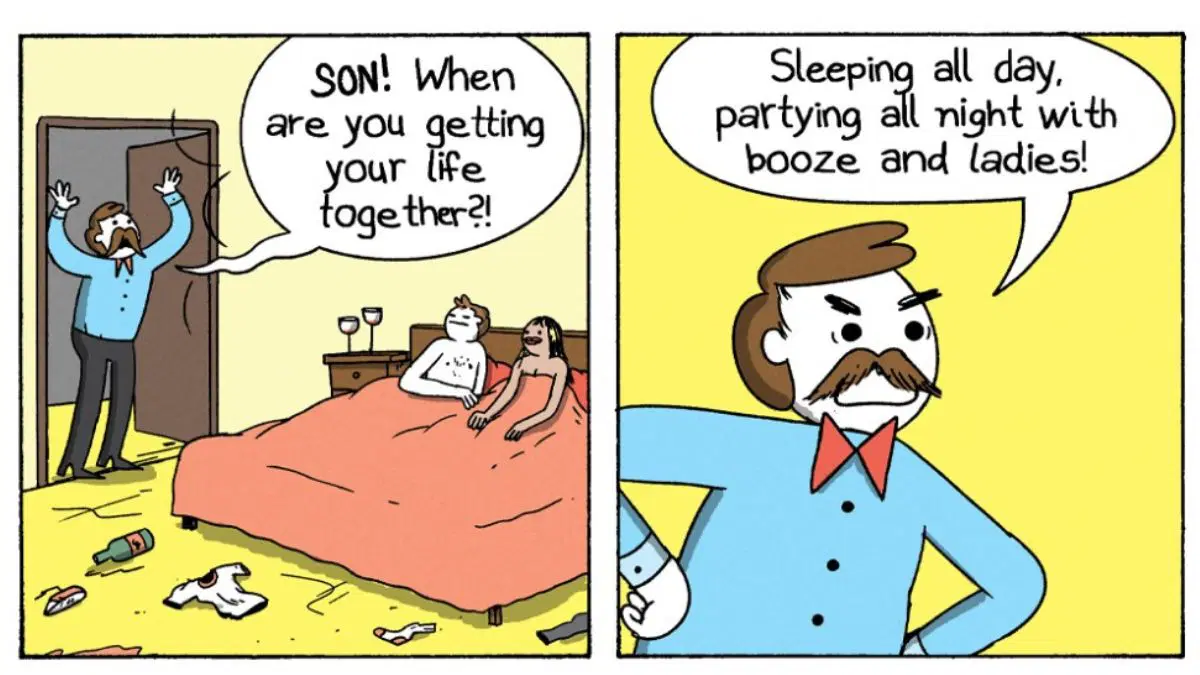 SON! When
are you getting
your life
together?!
Sleeping all day,
partying all night with
booze and ladies!